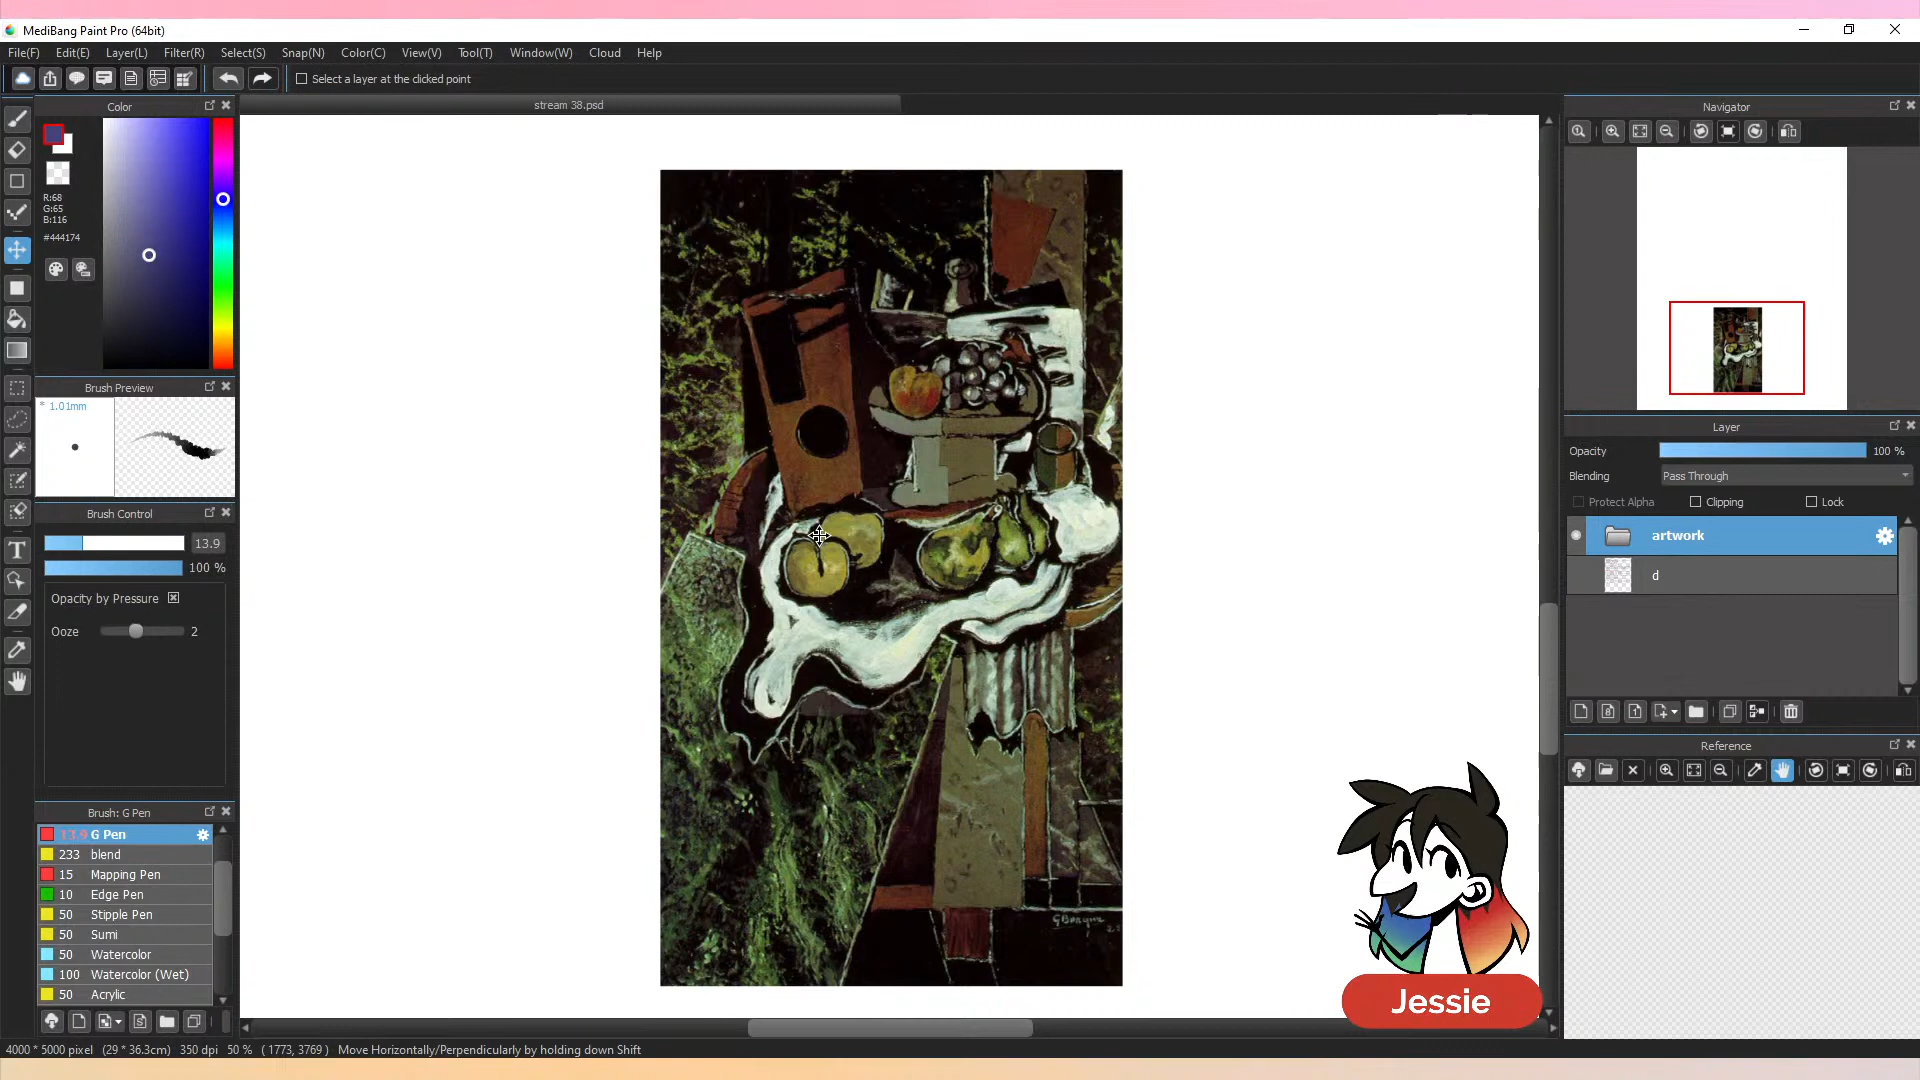 MediBang Paint Pro (64bit)
File(F) Edit(E) Layer(L) Filter(R) Select(S) Snap(N) Color(C) View(V) Tool(T) Window(W) Cloud Help
Select a layer at the clicked point
Color
stream 38.psd
Navigator
R:68
G:65
B:116
#444174
Brush Preview
* 1.01mm
Layer
Opacity 100 %
Blending Pass Through
Protect Alpha Clipping Lock
artwork
d
Brush Control
13.9
100 %
Opacity by Pressure
Ooze 2
Reference
Brush: G Pen
13.9 G Pen
233 blend
15 Mapping Pen
10 Edge Pen
50 Stipple Pen
50 Sumi
50 Watercolor
100 Watercolor (Wet)
50 Acrylic
Jessie
4000 * 5000 pixel (29 * 36.3cm) 350 dpi 50 % ( 1773, 3769 ) Move Horizontally/Perpendicularly by holding down Shift